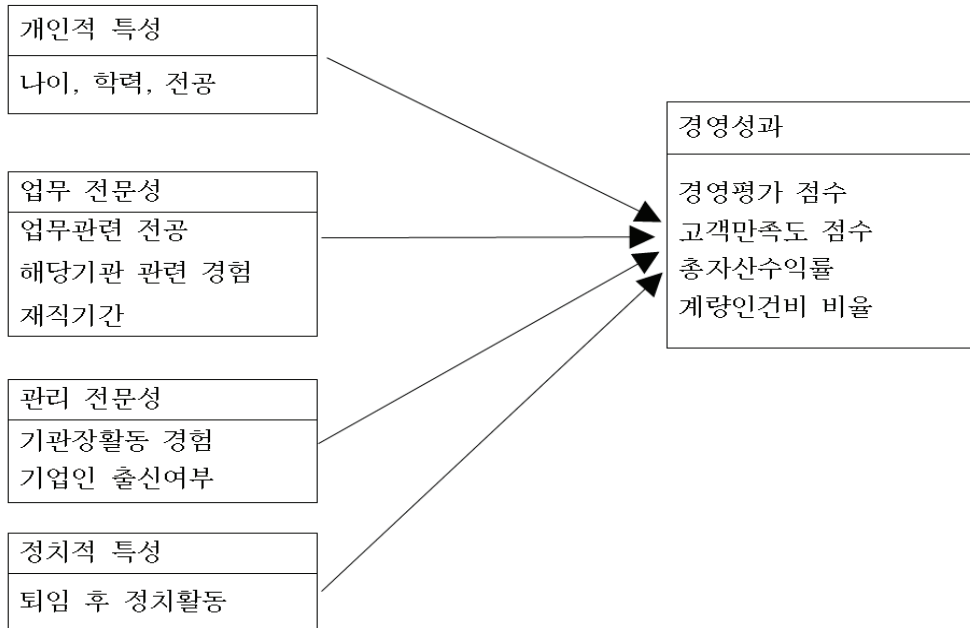 개인적 특성
나이, 학력, 전공
업무 전문성
업무관련 전공
해당기관 관련 경험
재직기간
관리 전문성
기관장활동 경험
기업인 출신여부
정치적 특성
퇴임 후 정치활동
경영성과
경영평가 점수
고객만족도 점수
총자산수익률
계량인건비 비율